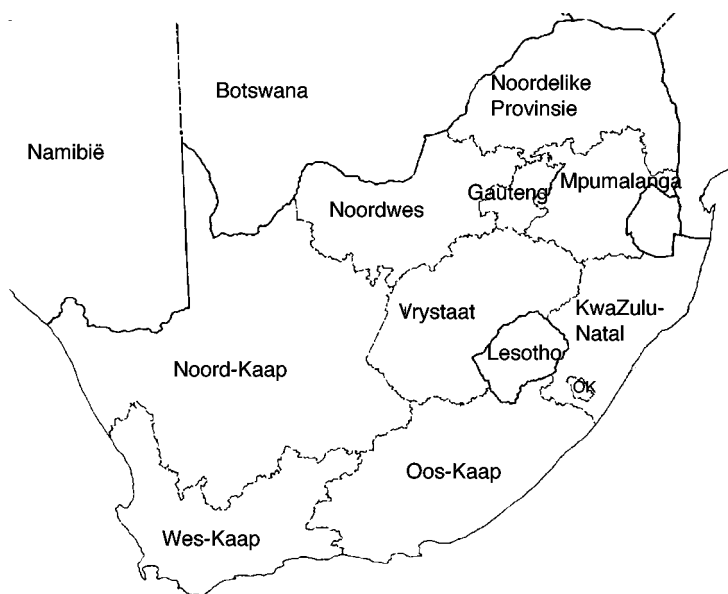 Noordelike
Provinsie
Botswana
Namibië
Mpumalanga
Gauteng
Noordwes
KwaZulu-
Natal
Vrystaat
Lesotho
Noord-Kaap
OK
Oos-Kaap
Wes-Kaap